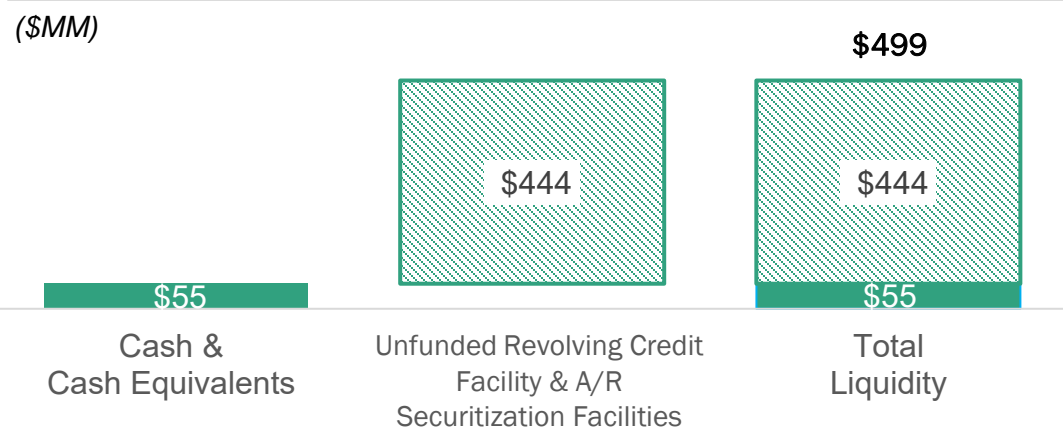 ($MM)
$499
$444
$444
$55
$55
Cash &
Cash Equivalents
Unfunded Revolving Credit
Facility & A/R
Securitization Facilities
Total
Liquidity